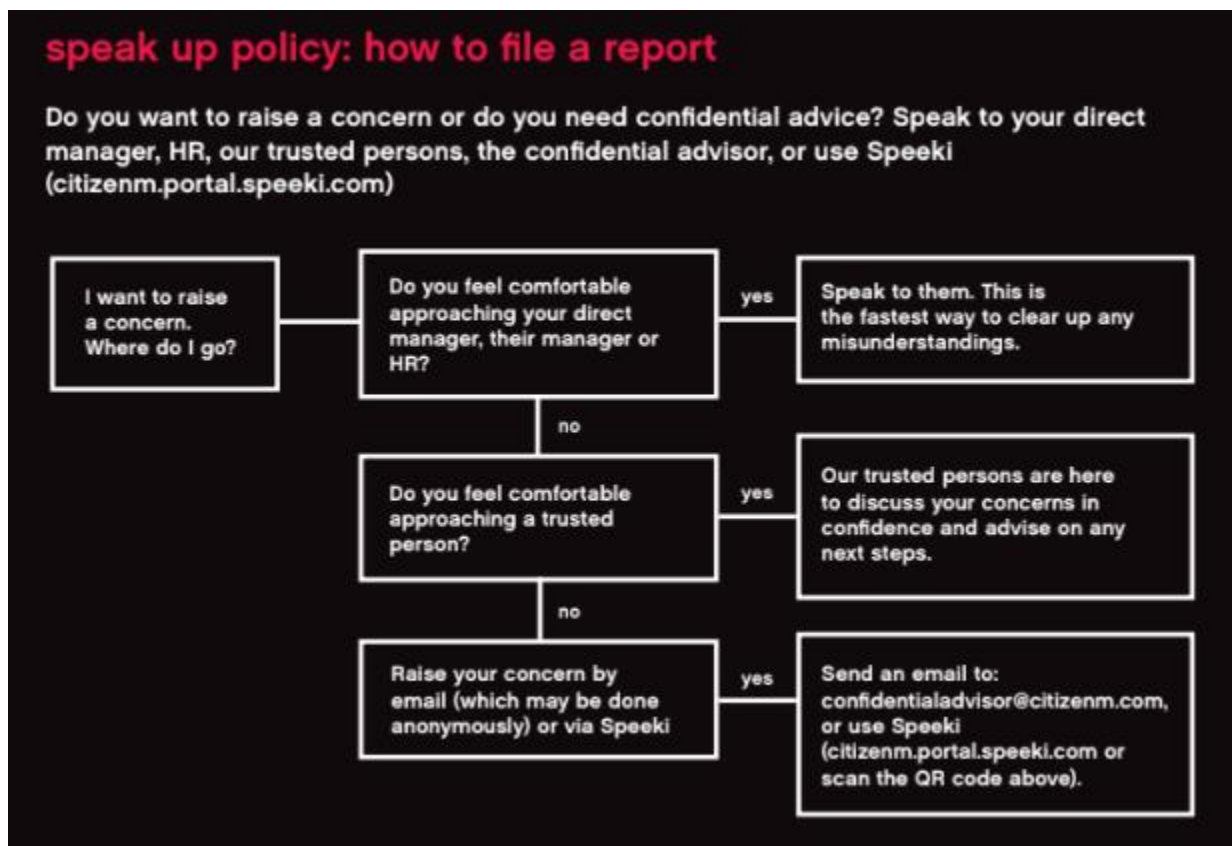 speak up policy: how to file a report
Do you want to raise a concern or do you need confidential advice? Speak to your direct
manager, HR, our trusted persons, the confidential advisor, or use Speeki
(citizenm.portal.speeki.com)
I want to raise
a concern.
Where do I go?
Do you feel comfortable
approaching your direct
manager, their manager or
HR?
yes
Speak to them. This is
the fastest way to clear up any
misunderstandings.
no
Do you feel comfortable
approaching a trusted
person?
yes
Our trusted persons are here
to discuss your concerns in
confidence and advise on any
next steps.
no
Raise your concern by
email (which may be done
anonymously) or via Speeki
yes
Send an email to:
confidentialadvisor@citizenm.com,
or use Speeki
(citizenm.portal.speeki.com or
scan the QR code above).